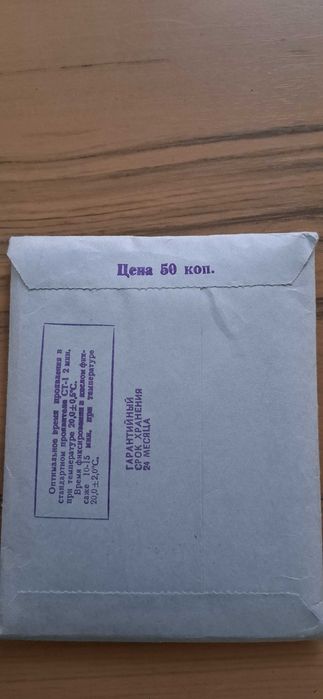 Цена 50 коп.
Оптимальное время проявления в
стандартном проявителе СТ-1 2 мин.
при температуре 20,0±0,5°С.
Время фиксирования в кислом фик-
саже 10-15 мин. при температуре
20,0±2,0°С.
ГАРАНТИЙНЫЙ
СРОК ХРАНЕНИЯ
24 МЕСЯЦА